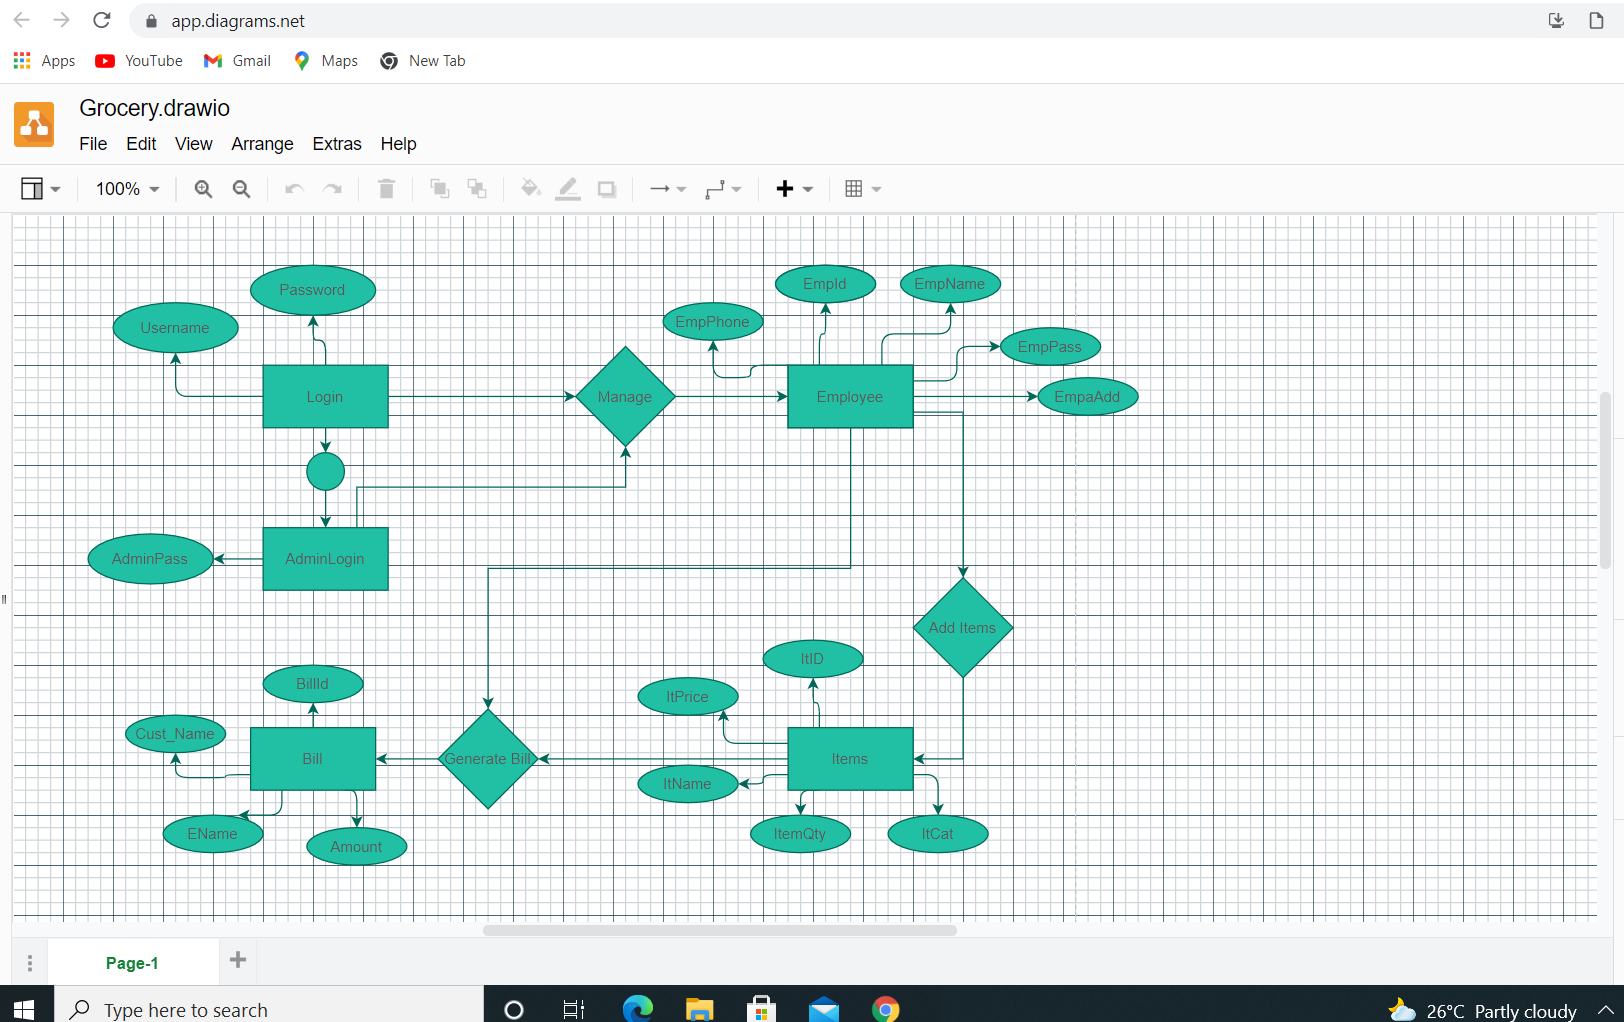 app.diagrams.net
Apps YouTube Gmail Maps New Tab
Grocery.drawio
File Edit View Arrange Extras Help
100%
Password
EmpId
EmpName
Username
EmpPhone
EmpPass
Login
Manage
Employee
EmpaAdd
AdminPass
AdminLogin
Add Items
ItID
BillId
ItPrice
Cust_Name
Bill
Generate Bill
Items
ItName
EName
Amount
ItemQty
ItCat
Page-1
Type here to search
26°C Partly cloudy